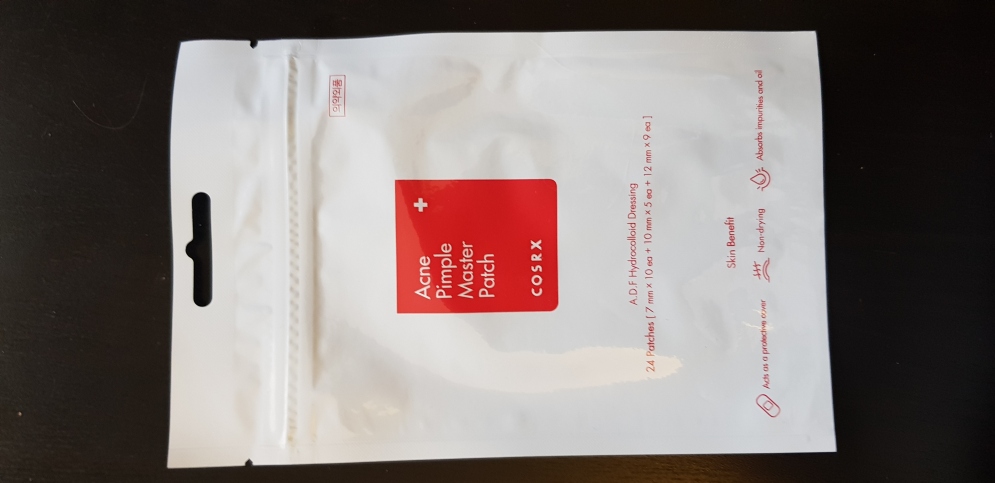 의약외품
Acne
Pimple
Master
Patch
COSRX
A.D.F Hydrocolloid Dressing
24 Patches [ 7 mm x 10 ea + 10 mm x 5 ea + 12 mm x 9 ea ]
Skin Benefit
Acts as a protective cover
Non-drying
Absorbs impurities and oil